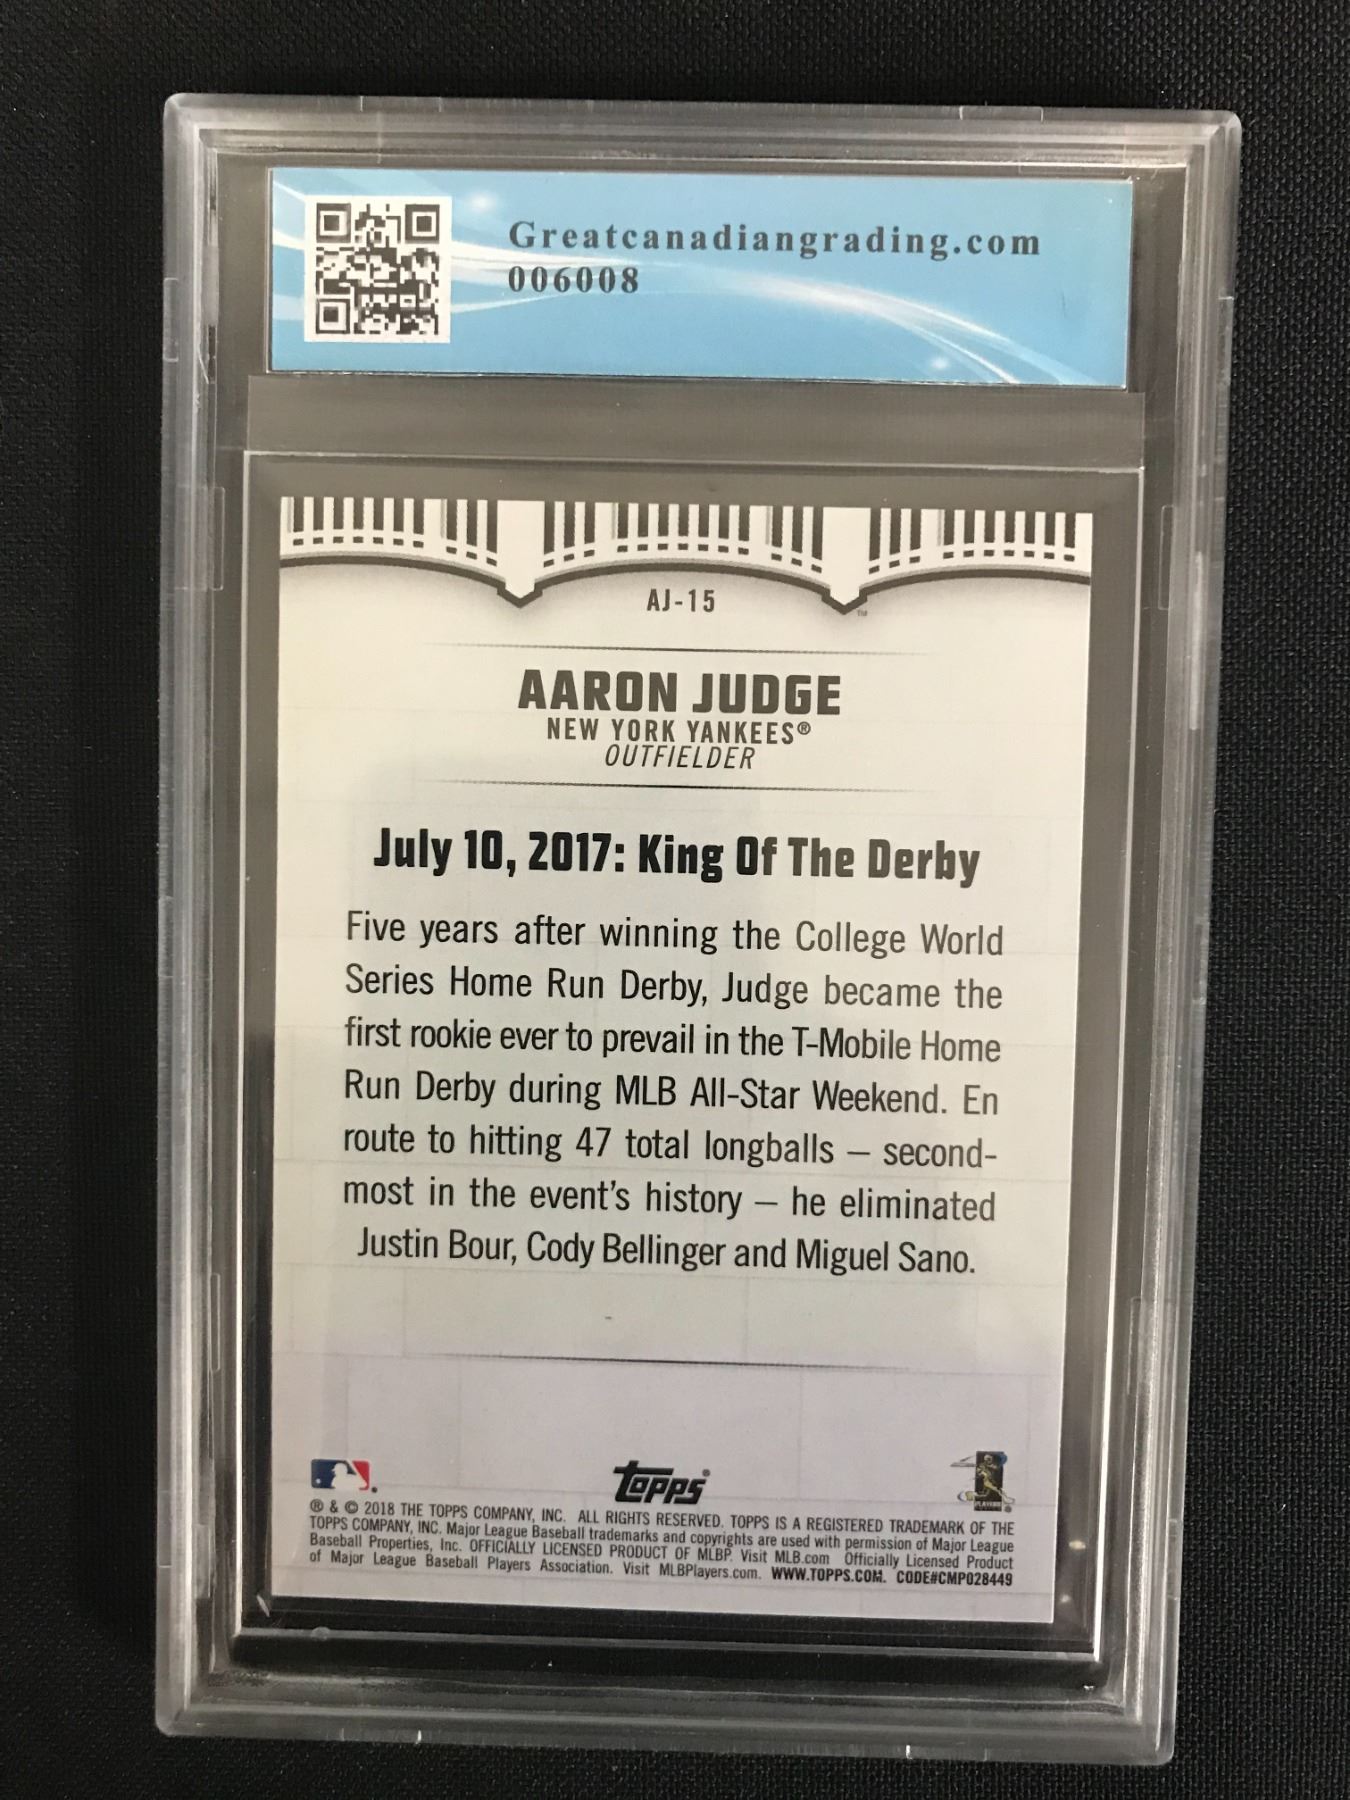 Greatcanadiangrading.com
006008
AJ-15
TM
AARON JUDGE
NEW YORK YANKEES®
OUTFIELDER
July 10, 2017: King Of The Derby
Five years after winning the College World
Series Home Run Derby, Judge became the
first rookie ever to prevail in the T-Mobile Home
Run Derby during MLB All-Star Weekend. En
route to hitting 47 total longballs – second-
most in the event's history – he eliminated
Justin Bour, Cody Bellinger and Miguel Sano.
Topps®
PLAYERS
® & © 2018 THE TOPPS COMPANY, INC. ALL RIGHTS RESERVED. TOPPS IS A REGISTERED TRADEMARK OF THE
TOPPS COMPANY, INC. Major League Baseball trademarks and copyrights are used with permission of Major League
Baseball Properties, Inc. OFFICIALLY LICENSED PRODUCT OF MLBP. Visit MLB.com Officially Licensed Product
of Major League Baseball Players Association. Visit MLBPlayers.com. WWW.TOPPS.COM. CODE#CMP028449